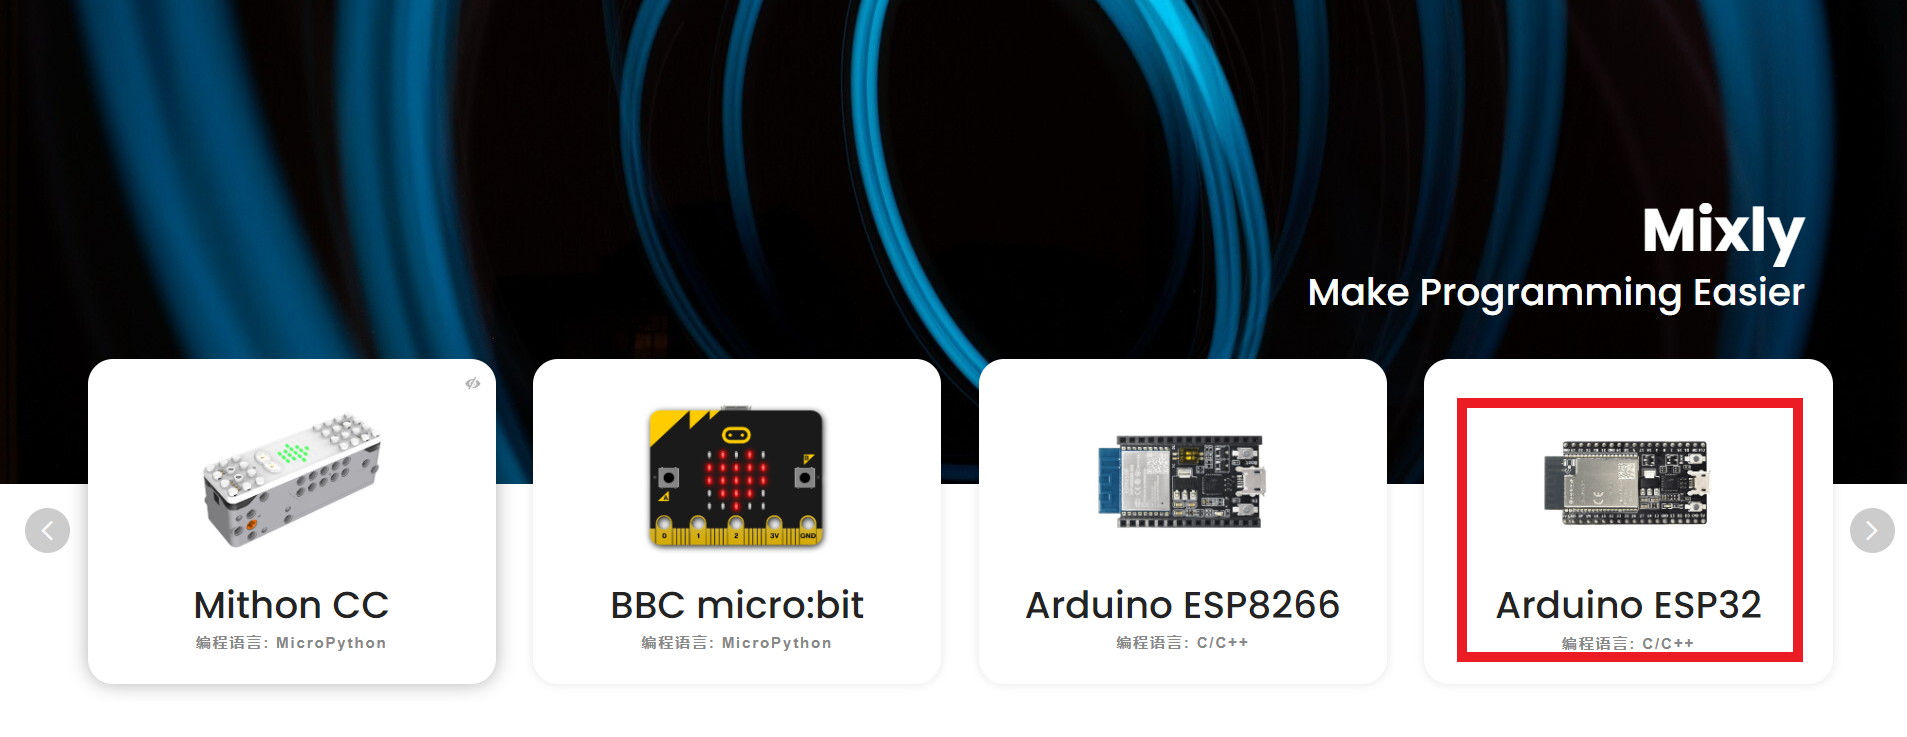 Mixly
Make Programming Easier
A
B
0 1 2 3V GND
Mithon CC
编程语言: MicroPython
BBC micro:bit
编程语言: MicroPython
Arduino ESP8266
编程语言: C/C++
Arduino ESP32
编程语言: C/C++